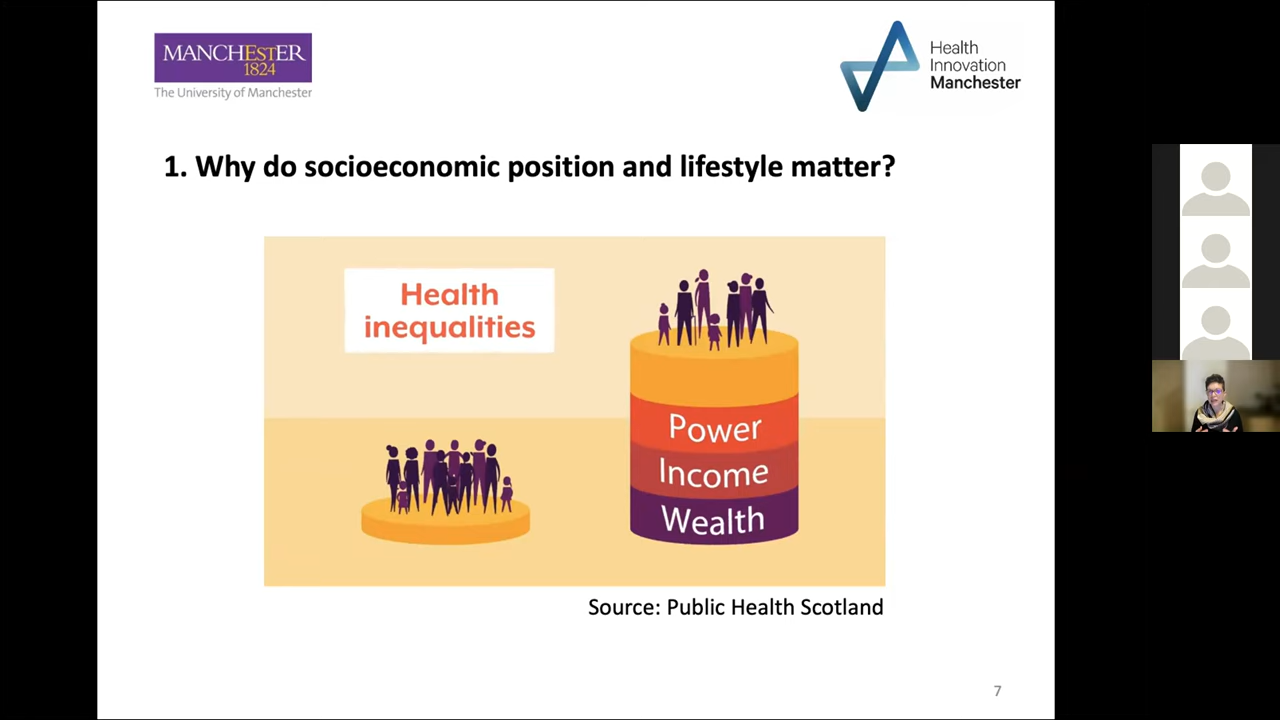 MANCHESTER
1824
The University of Manchester
Health
Innovation
Manchester
1. Why do socioeconomic position and lifestyle matter?
Health
inequalities
Power
Income
Wealth
Source: Public Health Scotland
7